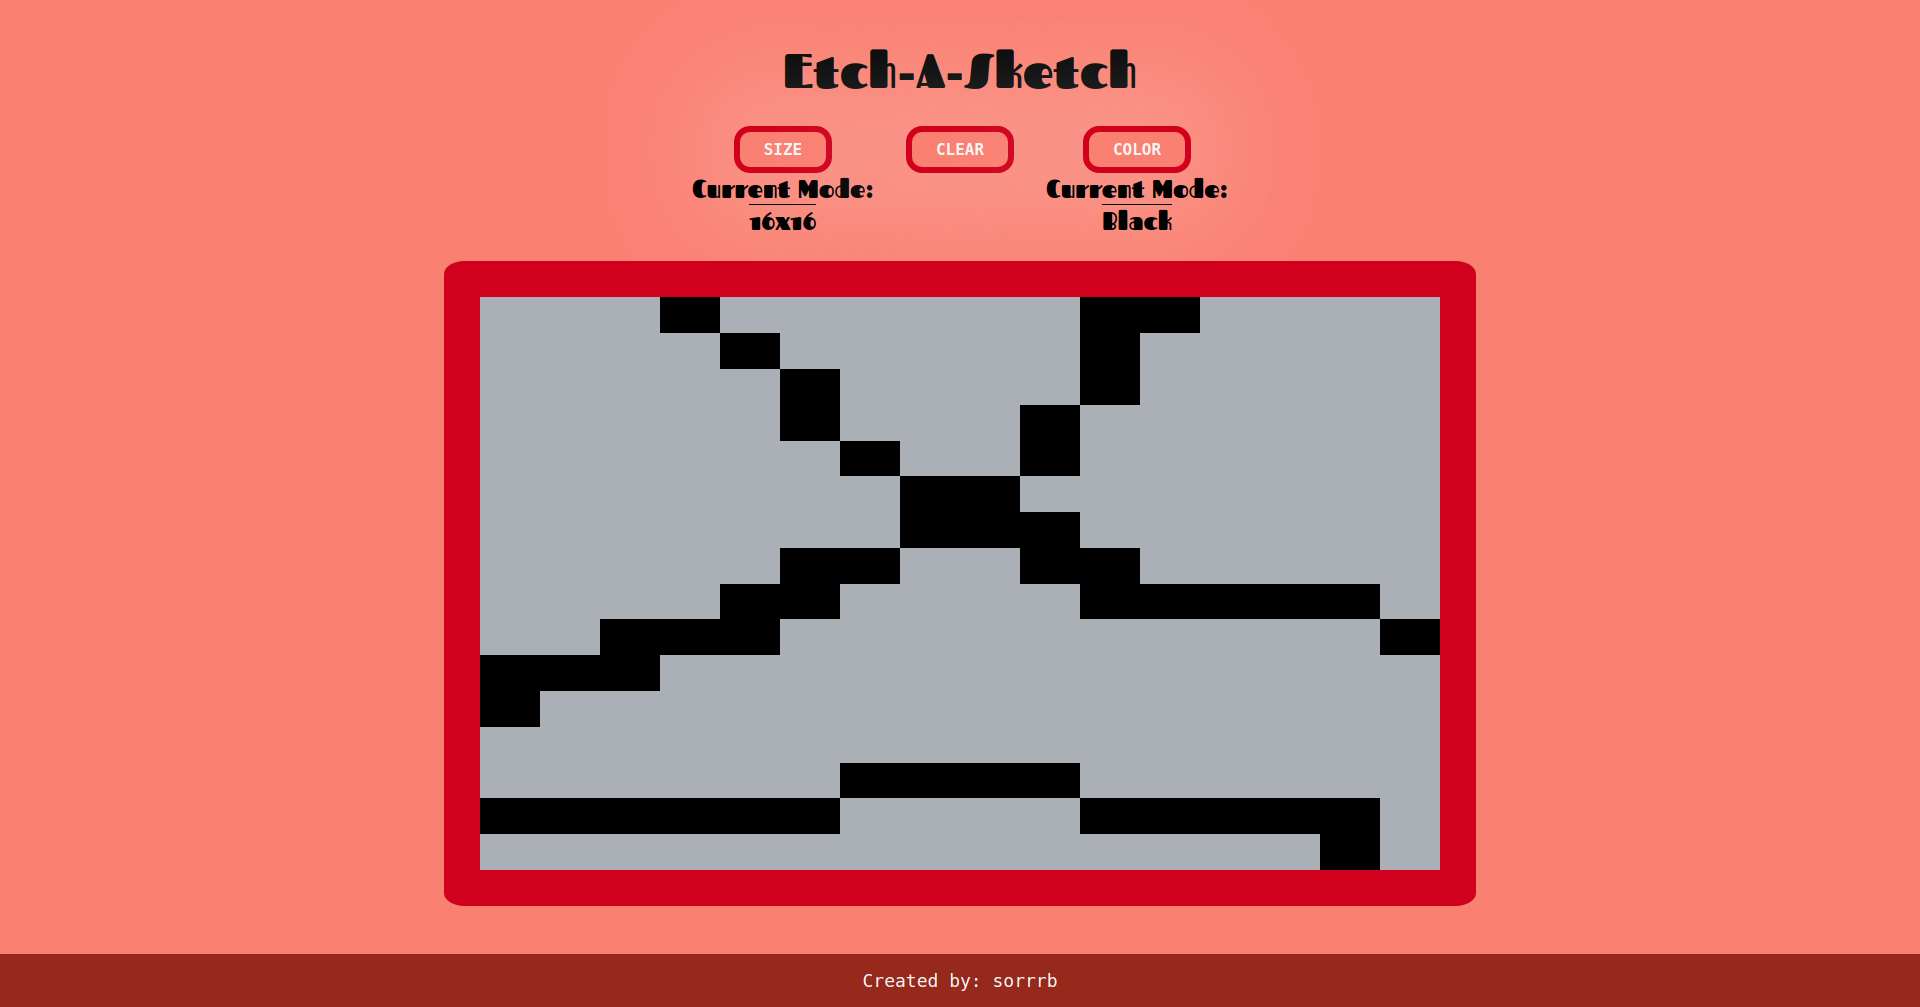 Etch-A-Sketch
SIZE CLEAR COLOR
Current Mode: Current Mode:
16x16 Black
Created by: sorrrb